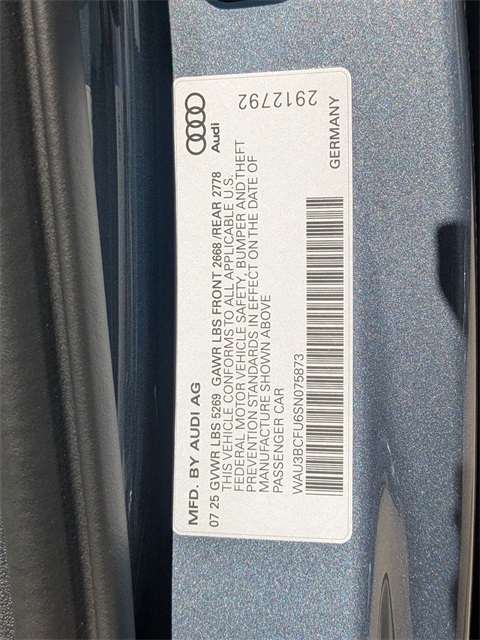 MFD. BY AUDI AG
07 25 GVWR LBS 5269 GAWR LBS FRONT 2668 /REAR 2778
THIS VEHICLE CONFORMS TO ALL APPLICABLE U.S.
FEDERAL MOTOR VEHICLE SAFETY, BUMPER AND THEFT
PREVENTION STANDARDS IN EFFECT ON THE DATE OF
MANUFACTURE SHOWN ABOVE
PASSENGER CAR
WAU3BCFU6SN075873
Audi
2912792
GERMANY